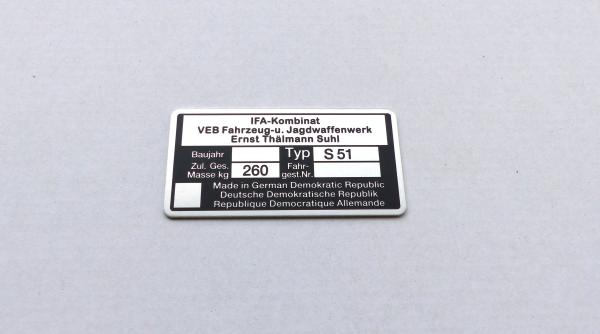 IFA-Kombinat
VEB Fahrzeug-u. Jagdwaffenwerk
Ernst Thälmann Suhl
Baujahr Typ S 51
Zul. Ges. Masse kg 260 Fahr-gest.Nr.
Made in German Democratic Republic
Deutsche Demokratische Republik
Republique Democratique Allemande